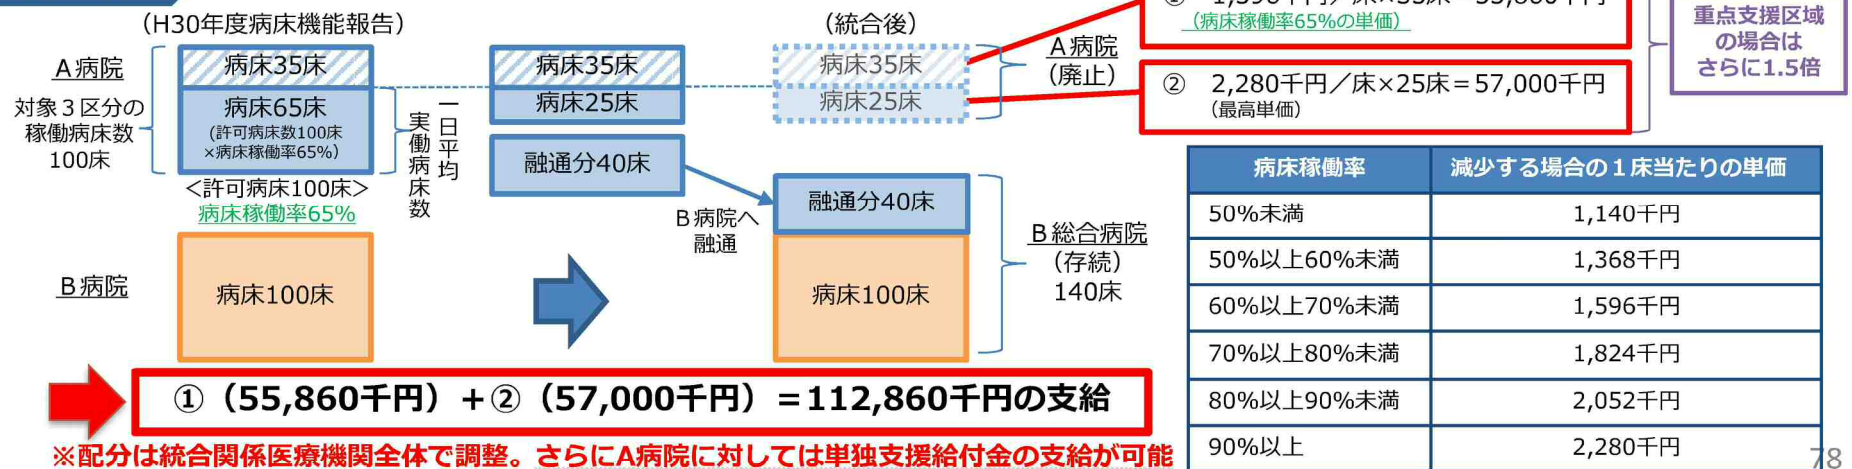 （H30年度病床機能報告）
（統合後）
Ａ病院
対象３区分の
稼働病床数
100床
病床35床
病床65床
（許可病床数100床
×病床稼働率65％）
＜許可病床100床＞
病床稼働率65%
一日平均
実働病床数
病床35床
病床25床
融通分40床
Ｂ病院へ
融通
病床35床
病床25床
Ａ病院
（廃止）
融通分40床
病床100床
Ｂ総合病院
（存続）
140床
Ｂ病院
病床100床
（病床稼働率65%の単価）
② 2,280千円／床×25床＝57,000千円
（最高単価）
重点支援区域
の場合は
さらに1.5倍
病床稼働率 減少する場合の１床当たりの単価
50%未満 1,140千円
50%以上60%未満 1,368千円
60%以上70%未満 1,596千円
70%以上80%未満 1,824千円
80%以上90%未満 2,052千円
90%以上 2,280千円
①（55,860千円）＋②（57,000千円）＝112,860千円の支給
※配分は統合関係医療機関全体で調整。さらにA病院に対しては単独支援給付金の支給が可能
78